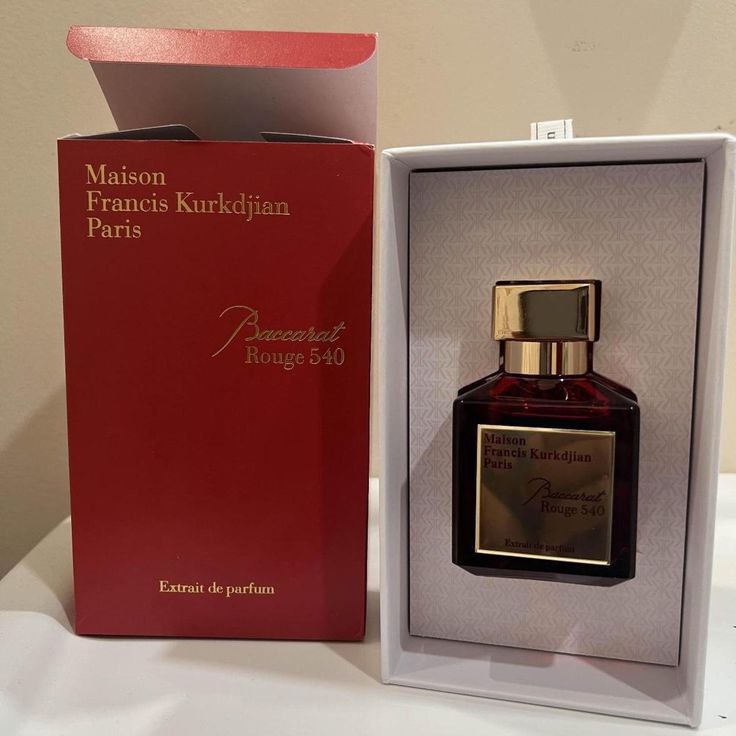 Maison
Francis Kurkdjian
Paris
Baccarat
Rouge 540
Extrait de parfum
Maison
Francis Kurkdjian
Paris
Baccarat
Rouge 540
Extrait de parfum